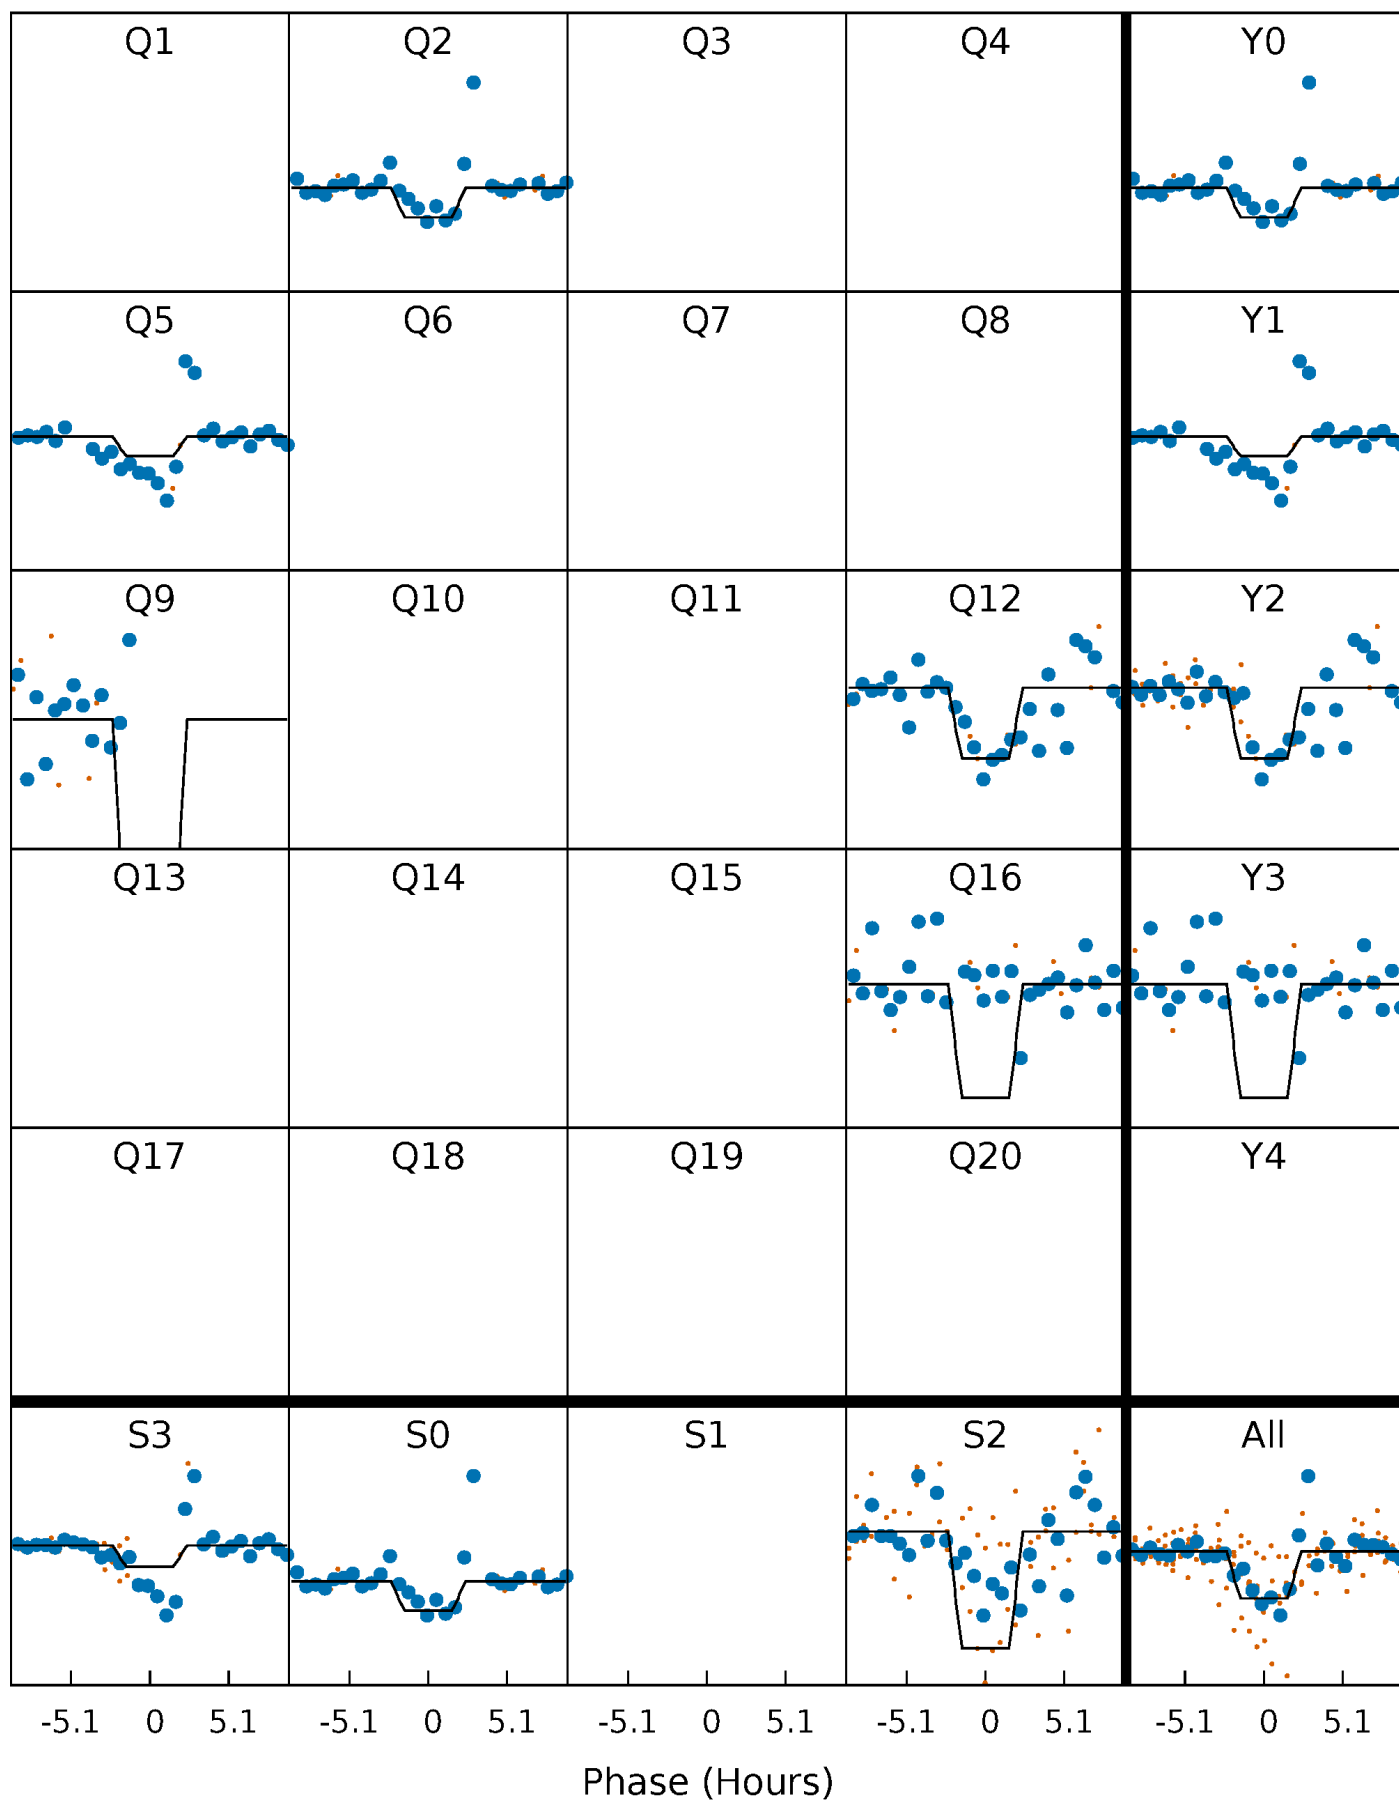 Q1 Q2 Q3 Q4 Y0
Q5 Q6 Q7 Q8 Y1
Q9 Q10 Q11 Q12 Y2
Q13 Q14 Q15 Q16 Y3
Q17 Q18 Q19 Q20 Y4
S3 S0 S1 S2 All
-5.1 0 5.1 -5.1 0 5.1 -5.1 0 5.1 -5.1 0 5.1 -5.1 0 5.1
Phase (Hours)